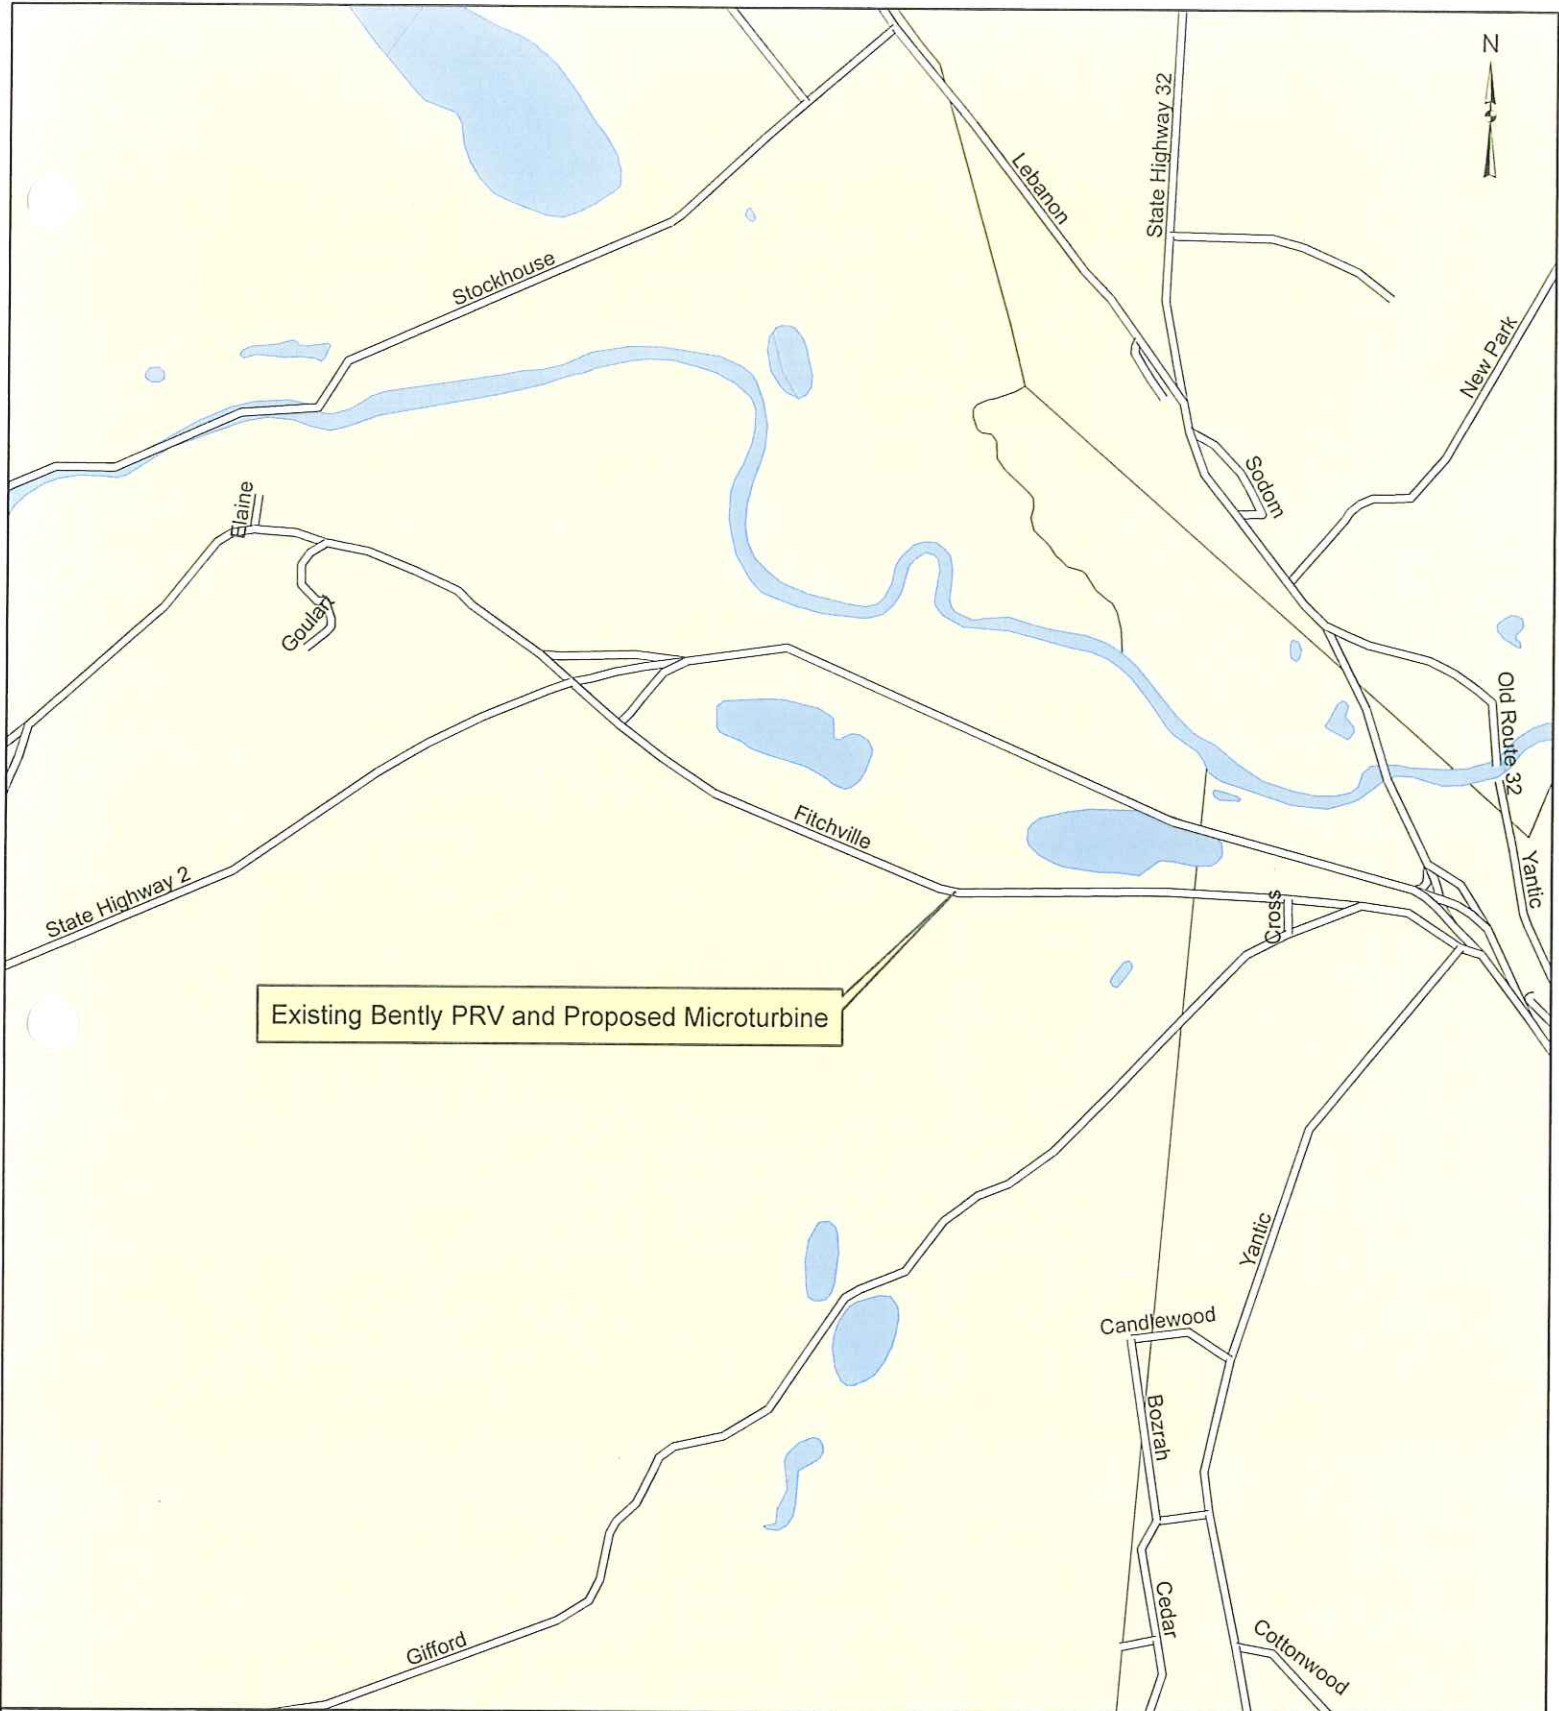 N
State Highway 32
Lebanon
Stockhouse
New Park
Sodom
Elaine
Goulart
Old Route 32
Fitchville
Yantic
State Highway 2
Cross
Existing Bently PRV and Proposed Microturbine
Yantic
Candlewood
Bozrah
Cedar
Cottonwood
Gifford